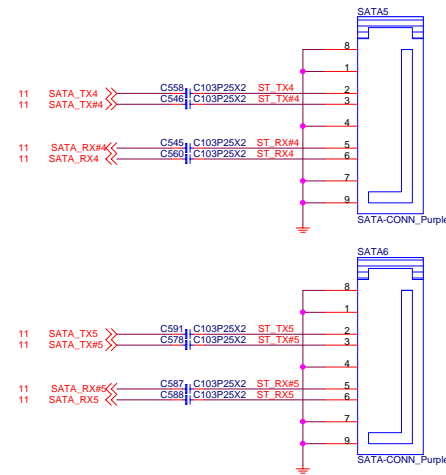 SATA5
8
1
11 SATA_TX4 C558 C103P25X2 ST_TX4 2
11 SATA_TX#4 C546 C103P25X2 ST_TX#4 3
4
11 SATA_RX#4 C545 C103P25X2 ST_RX#4 5
11 SATA_RX4 C560 C103P25X2 ST_RX4 6
7
9
SATA-CONN_Purple
SATA6
8
1
11 SATA_TX5 C591 C103P25X2 ST_TX5 2
11 SATA_TX#5 C578 C103P25X2 ST_TX#5 3
4
11 SATA_RX#5 C587 C103P25X2 ST_RX#5 5
11 SATA_RX5 C588 C103P25X2 ST_RX5 6
7
9
SATA-CONN_Purple